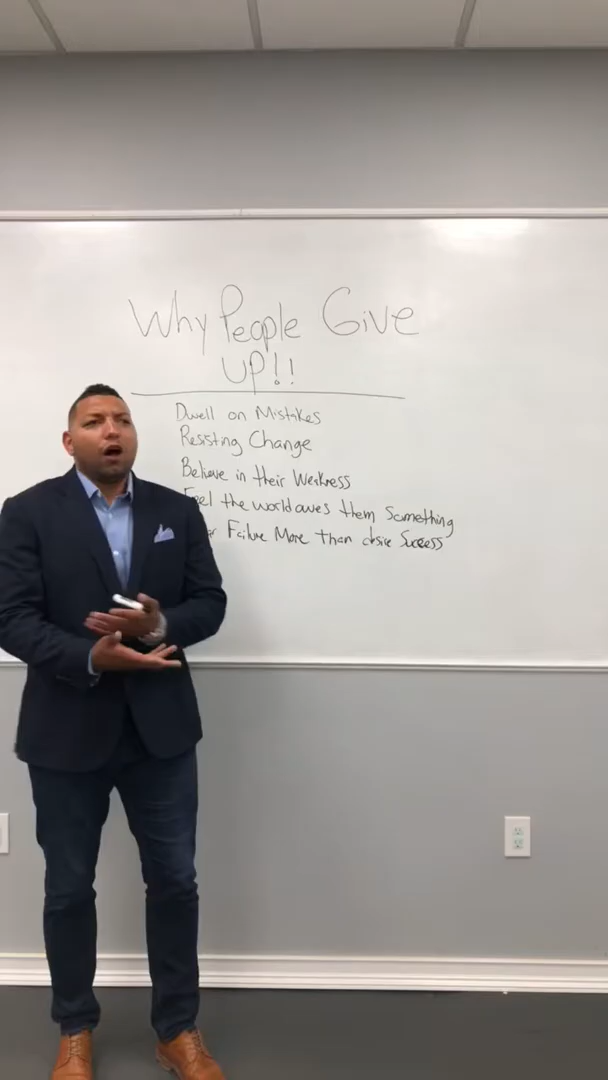 Why People Give
UP!!
Dwell on Mistakes
Resisting Change
Believe in their Weakness
Feel the world owes them Something
Failure More than desire Success